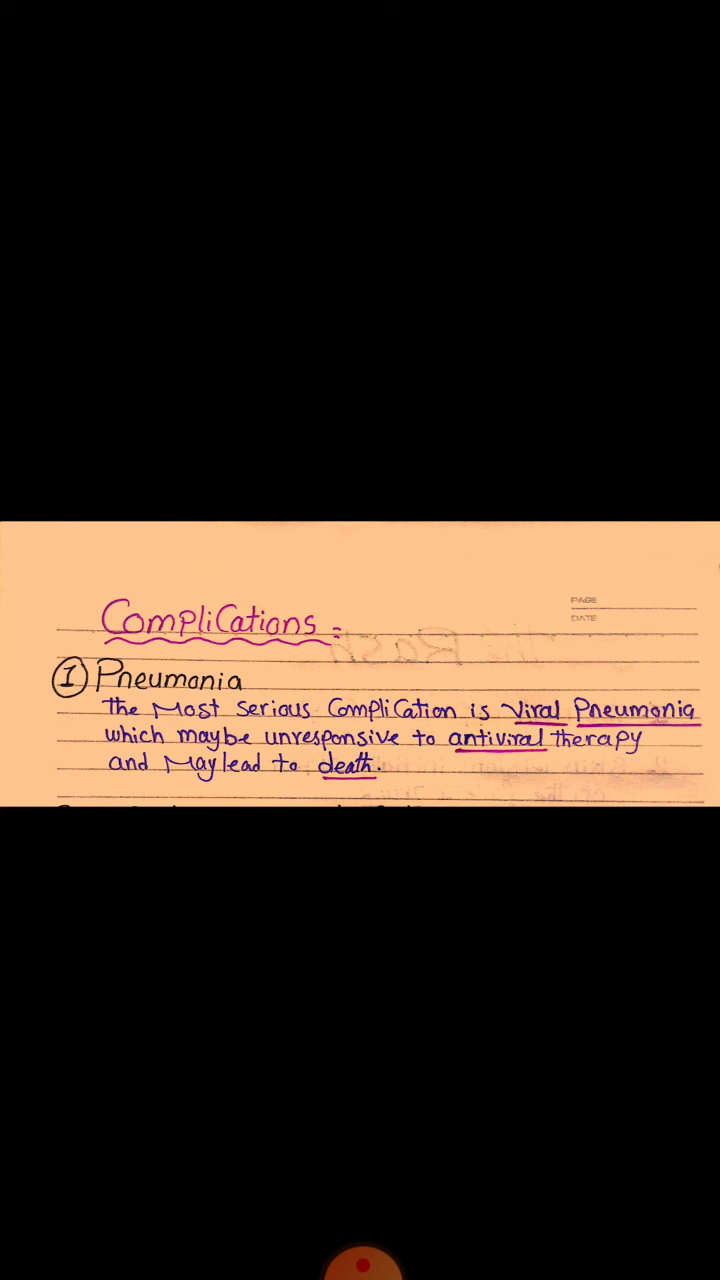 PAGE
DATE
Complications :-
① Pneumonia
The Most serious Complication is Viral Pneumonia
which maybe unresponsive to antiviral therapy
and May lead to death.